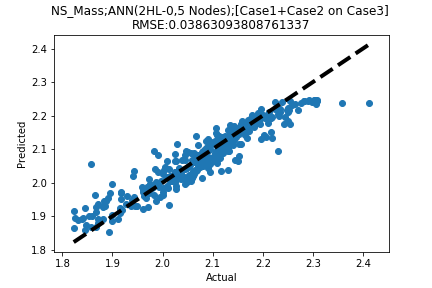 NS_Mass;ANN(2HL-0,5 Nodes);[Case1+Case2 on Case3]
RMSE:0.03863093808761337
2.4
2.3
2.2
2.1
2.0
1.9
1.8
Predicted
1.8 1.9 2.0 2.1 2.2 2.3 2.4
Actual